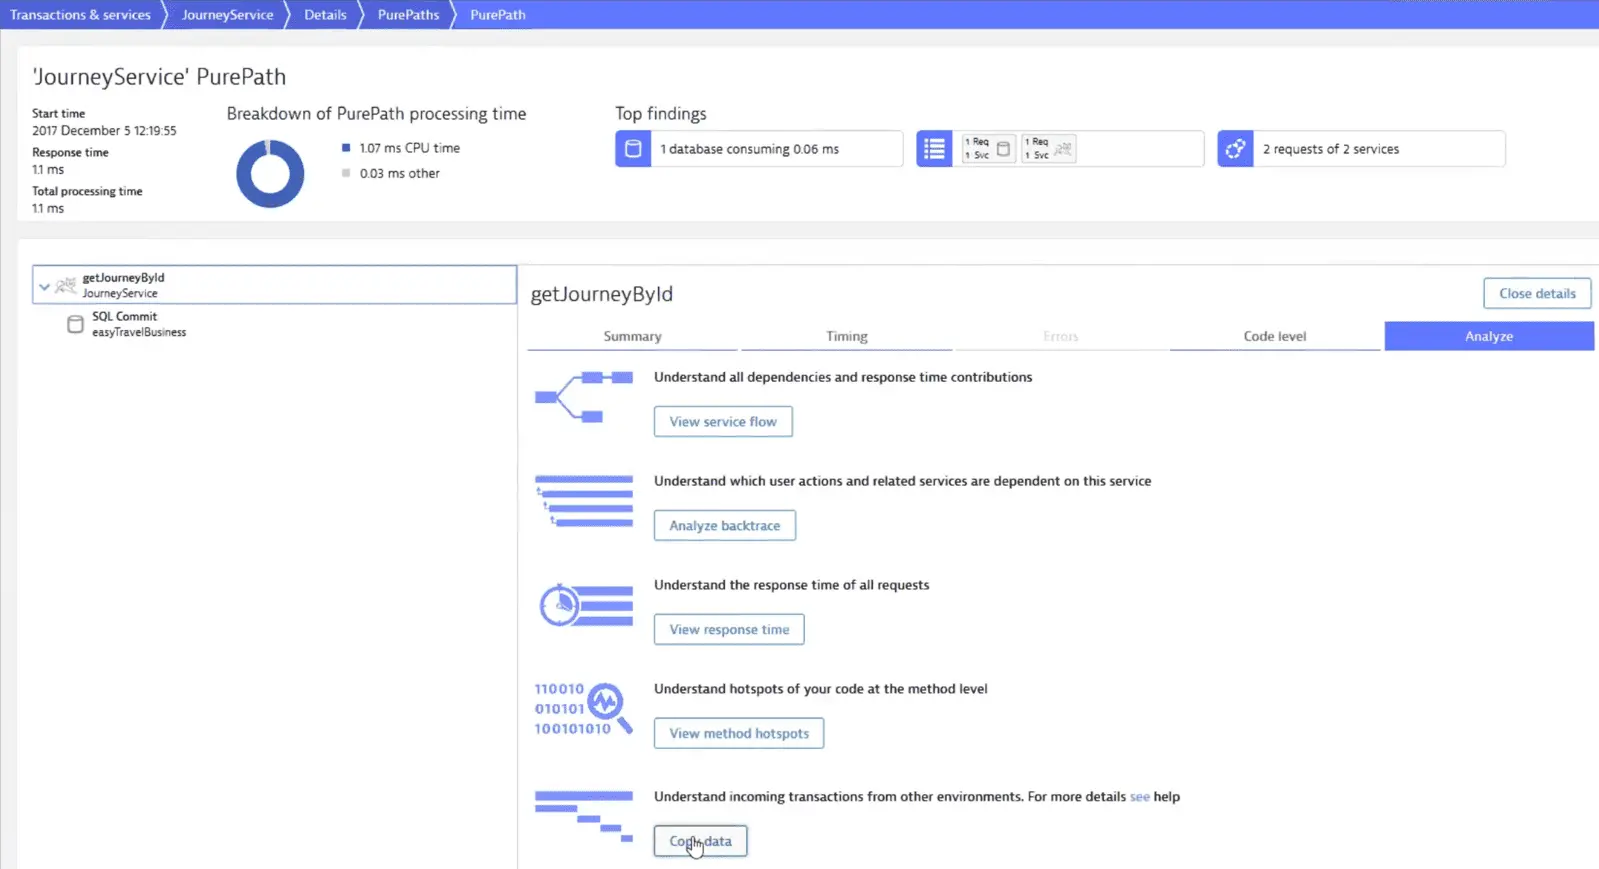 Transactions & services
JourneyService
Details
PurePaths
PurePath
'JourneyService' PurePath
Start time
2017 December 5 12:19:55
Response time
1.1 ms
Total processing time
1.1 ms
Breakdown of PurePath processing time
1.07 ms CPU time
0.03 ms other
Top findings
1 database consuming 0.06 ms
1 Req
1 Svc
1 Req
1 Svc
2 requests of 2 services
getJourneyById
JourneyService
SQL Commit
easyTravelBusiness
getJourneyById
Close details
Summary
Timing
Errors
Code level
Analyze
Understand all dependencies and response time contributions
View service flow
Understand which user actions and related services are dependent on this service
Analyze backtrace
Understand the response time of all requests
View response time
110010
010101
100101010
Understand hotspots of your code at the method level
View method hotspots
Understand incoming transactions from other environments. For more details see help
Copy data